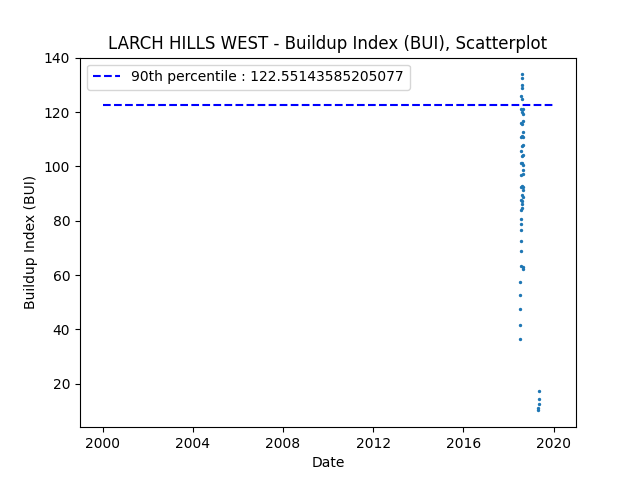 LARCH HILLS WEST - Buildup Index (BUI), Scatterplot
90th percentile : 122.55143585205077
140
120
100
80
60
40
20
Buildup Index (BUI)
2000 2004 2008 2012 2016 2020
Date